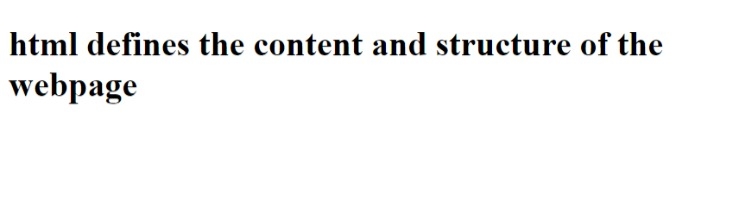 html defines the content and structure of the
webpage